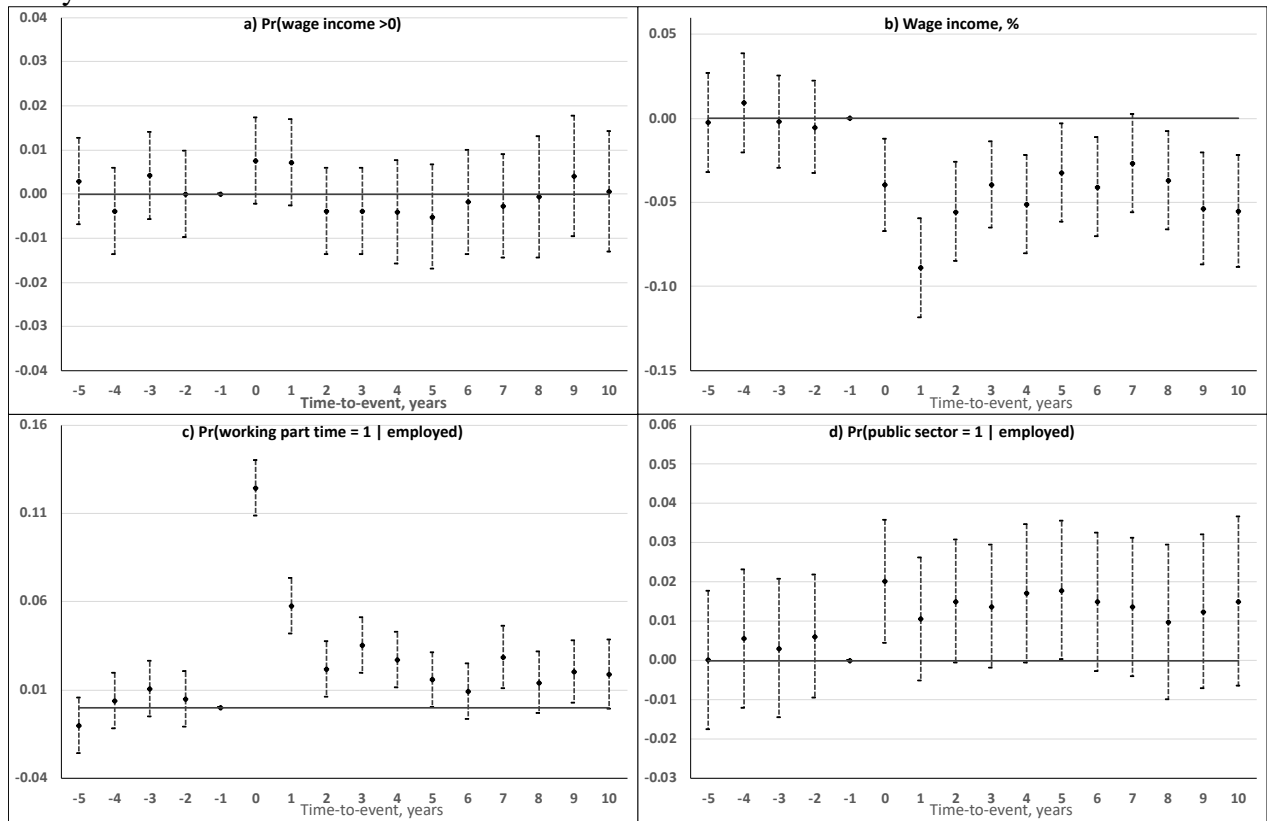 y
a) Pr(wage income >0)
0.04
0.03
0.02
0.01
0.00
-0.01
-0.02
-0.03
-0.04
-5 -4 -3 -2 -1 0 1 2 3 4 5 6 7 8 9 10
Time-to-event, years
b) Wage income, %
0.05
0.00
-0.05
-0.10
-0.15
-5 -4 -3 -2 -1 0 1 2 3 4 5 6 7 8 9 10
Time-to-event, years
c) Pr(working part time = 1 | employed)
0.16
0.11
0.06
0.01
-0.04
-5 -4 -3 -2 -1 0 1 2 3 4 5 6 7 8 9 10
Time-to-event, years
d) Pr(public sector = 1 | employed)
0.06
0.05
0.04
0.03
0.02
0.01
0.00
-0.01
-0.02
-0.03
-5 -4 -3 -2 -1 0 1 2 3 4 5 6 7 8 9 10
Time-to-event, years